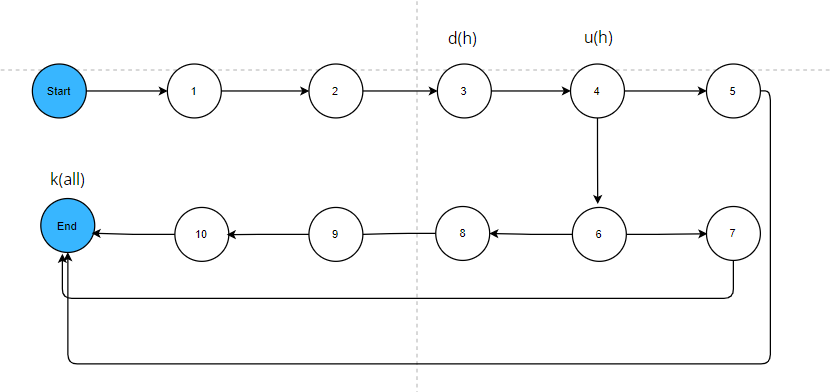 d(h) u(h)
Start 1 2 3 4 5
k(all)
End 10 9 8 6 7